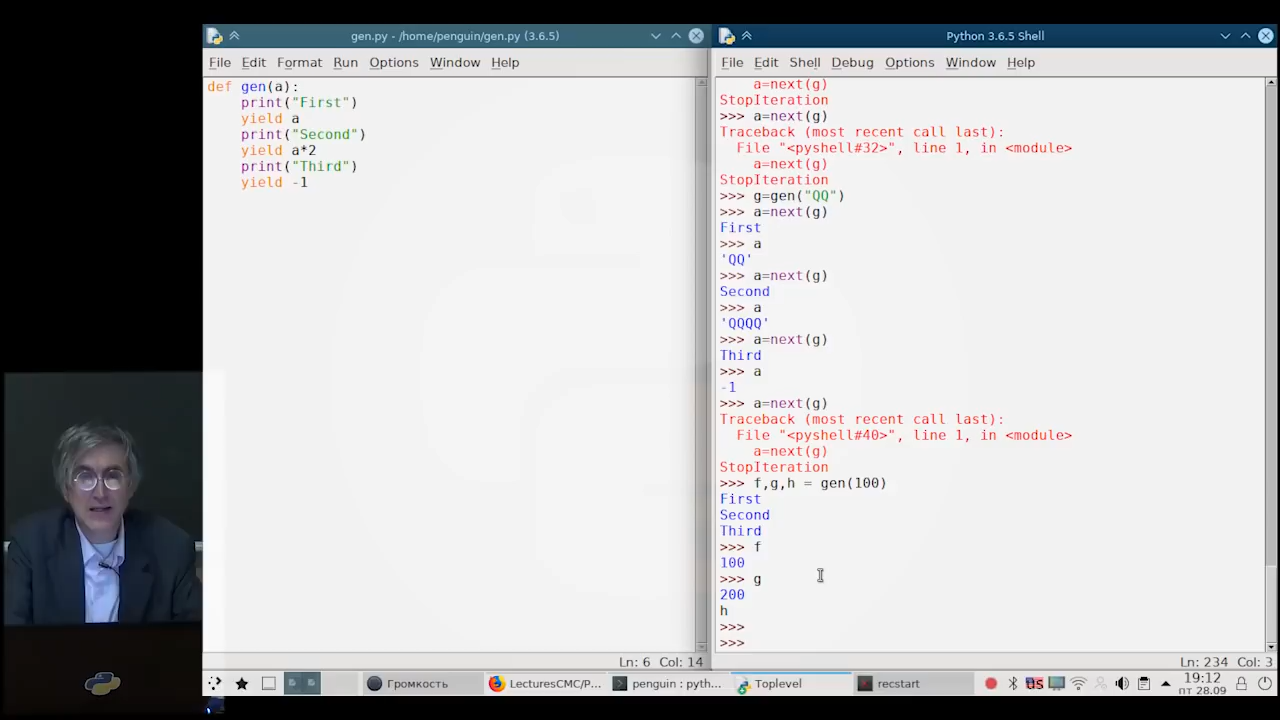 gen.py - /home/penguin/gen.py (3.6.5)
File Edit Format Run Options Window Help
def gen(a):
    print("First")
    yield a
    print("Second")
    yield a*2
    print("Third")
    yield -1
Ln: 6 Col: 14
Python 3.6.5 Shell
File Edit Shell Debug Options Window Help
    a=next(g)
StopIteration
>>> a=next(g)
Traceback (most recent call last):
  File "<pyshell#32>", line 1, in <module>
    a=next(g)
StopIteration
>>> g=gen("QQ")
>>> a=next(g)
First
>>> a
'QQ'
>>> a=next(g)
Second
>>> a
'QQQQ'
>>> a=next(g)
Third
>>> a
-1
>>> a=next(g)
Traceback (most recent call last):
  File "<pyshell#40>", line 1, in <module>
    a=next(g)
StopIteration
>>> f,g,h = gen(100)
First
Second
Third
>>> f
100
>>> g
200
h
>>>
>>>
Ln: 234 Col: 3
Громкость LecturesCMC/P... penguin : pyth... Toplevel recstart US 19:12
пт 28.09